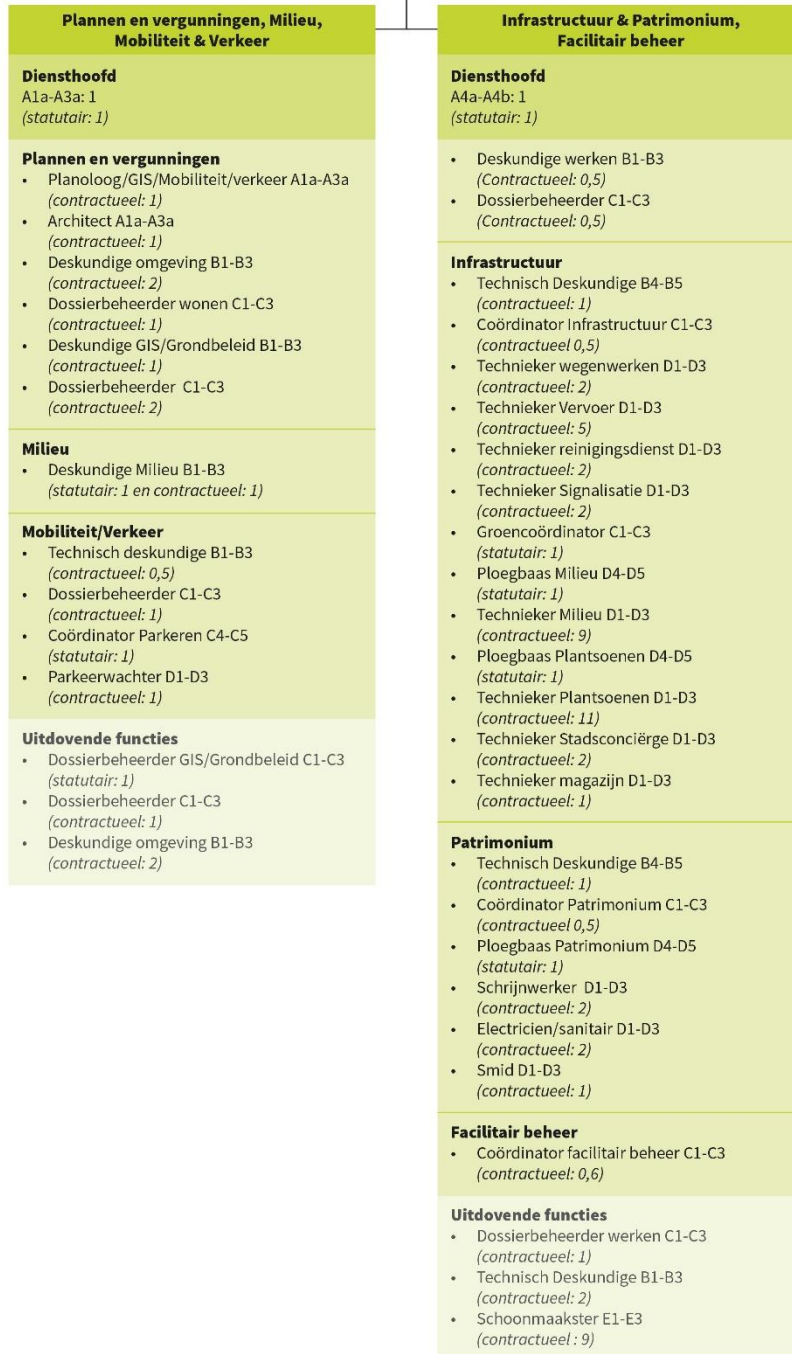 Plannen en vergunningen, Milieu,
Mobiliteit & Verkeer
Diensthoofd
A1a-A3a: 1
(statutair: 1)
Plannen en vergunningen
• Planoloog/GIS/Mobiliteit/verkeer A1a-A3a
(contractueel: 1)
• Architect A1a-A3a
(contractueel: 1)
• Deskundige omgeving B1-B3
(contractueel: 2)
• Dossierbeheerder wonen C1-C3
(contractueel: 1)
• Deskundige GIS/Grondbeleid B1-B3
(contractueel: 1)
• Dossierbeheerder C1-C3
(contractueel: 2)
Milieu
• Deskundige Milieu B1-B3
(statutair: 1 en contractueel: 1)
Mobiliteit/Verkeer
• Technisch deskundige B1-B3
(contractueel: 0,5)
• Dossierbeheerder C1-C3
(contractueel: 1)
• Coördinator Parkeren C4-C5
(statutair: 1)
• Parkeerwachter D1-D3
(contractueel: 1)
Uitdovende functies
• Dossierbeheerder GIS/Grondbeleid C1-C3
(statutair: 1)
• Dossierbeheerder C1-C3
(contractueel: 1)
• Deskundige omgeving B1-B3
(contractueel: 2)
Infrastructuur & Patrimonium,
Facilitair beheer
Diensthoofd
A4a-A4b: 1
(statutair: 1)
• Deskundige werken B1-B3
(Contractueel: 0,5)
• Dossierbeheerder C1-C3
(Contractueel: 0,5)
Infrastructuur
• Technisch Deskundige B4-B5
(contractueel: 1)
• Coördinator Infrastructuur C1-C3
(contractueel 0,5)
• Technieker wegenwerken D1-D3
(contractueel: 2)
• Technieker Vervoer D1-D3
(contractueel: 5)
• Technieker reinigingsdienst D1-D3
(contractueel: 2)
• Technieker Signalisatie D1-D3
(contractueel: 2)
• Groencoördinator C1-C3
(statutair: 1)
• Ploegbaas Milieu D4-D5
(statutair: 1)
• Technieker Milieu D1-D3
(contractueel: 9)
• Ploegbaas Plantsoenen D4-D5
(statutair: 1)
• Technieker Plantsoenen D1-D3
(contractueel: 11)
• Technieker Stadsconciërge D1-D3
(contractueel: 2)
• Technieker magazijn D1-D3
(contractueel: 1)
Patrimonium
• Technisch Deskundige B4-B5
(contractueel: 1)
• Coördinator Patrimonium C1-C3
(contractueel 0,5)
• Ploegbaas Patrimonium D4-D5
(statutair: 1)
• Schrijnwerker D1-D3
(contractueel: 2)
• Electricien/sanitair D1-D3
(contractueel: 2)
• Smid D1-D3
(contractueel: 1)
Facilitair beheer
• Coördinator facilitair beheer C1-C3
(contractueel: 0,6)
Uitdovende functies
• Dossierbeheerder werken C1-C3
(contractueel: 1)
• Technisch Deskundige B1-B3
(contractueel: 2)
• Schoonmaakster E1-E3
(contractueel : 9)